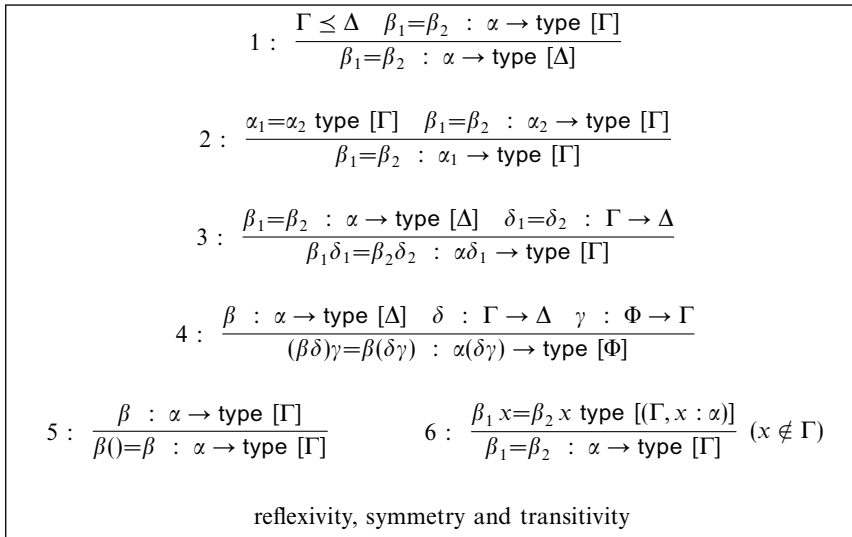 Γ ⪯ Δ   β₁=β₂ : α → type [Γ]
1 :
β₁=β₂ : α → type [Δ]
α₁=α₂ type [Γ]   β₁=β₂ : α₂ → type [Γ]
2 :
β₁=β₂ : α₁ → type [Γ]
β₁=β₂ : α → type [Δ]   δ₁=δ₂ : Γ → Δ
3 :
β₁δ₁=β₂δ₂ : αδ₁ → type [Γ]
β : α → type [Δ]   δ : Γ → Δ   γ : Φ → Γ
4 :
(βδ)γ=β(δγ) : α(δγ) → type [Φ]
β : α → type [Γ]
5 :
β()=β : α → type [Γ]
β₁ x=β₂ x type [(Γ, x : α)]
6 : (x ∉ Γ)
β₁=β₂ : α → type [Γ]
reflexivity, symmetry and transitivity